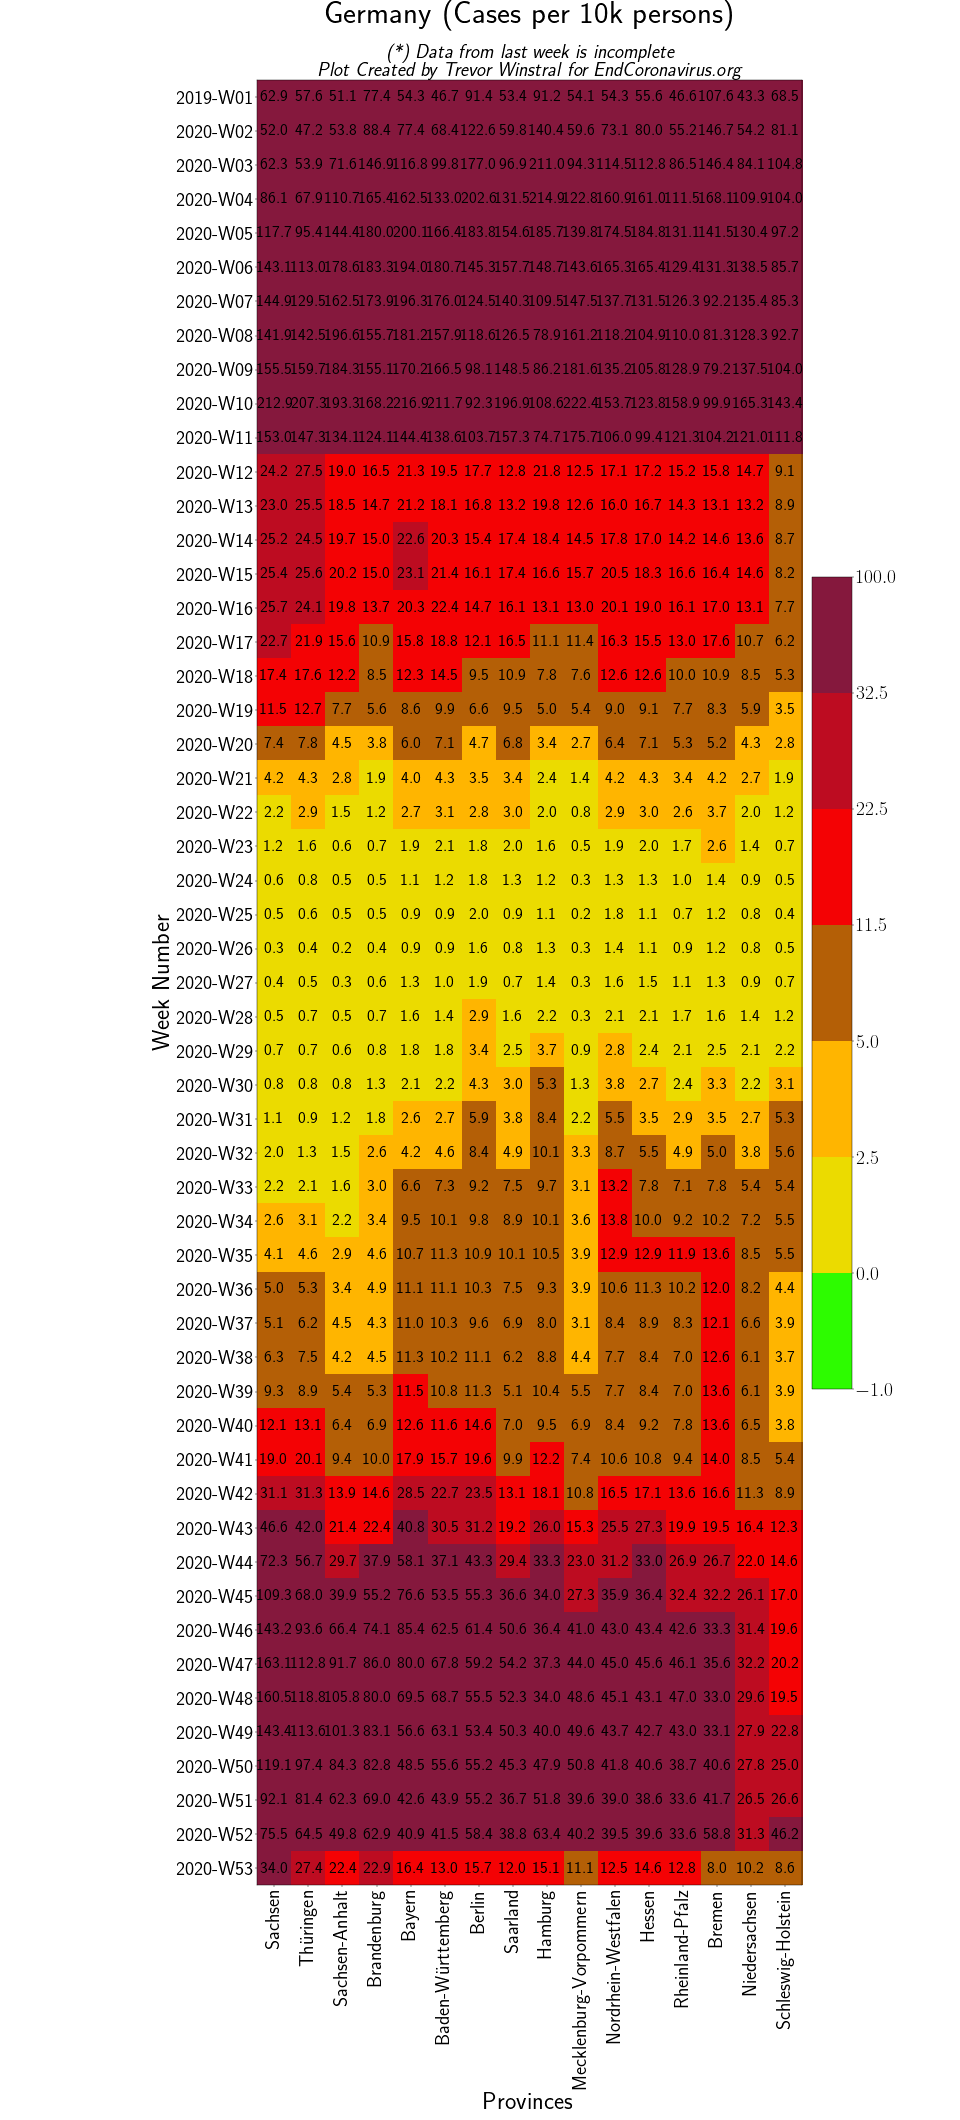 Germany (Cases per 10k persons)
(*) Data from last week is incomplete
Plot Created by Trevor Winstral for EndCoronavirus.org
2019-W01 62.9 57.6 51.1 77.4 54.3 46.7 91.4 53.4 91.2 54.1 54.3 55.6 46.6 107.6 43.3 68.5
2020-W02 52.0 47.2 53.8 88.4 77.4 68.4 122.6 59.8 140.4 59.6 73.1 80.0 55.2 146.7 54.2 81.1
2020-W03 62.3 53.9 71.6 146.9 116.8 99.8 177.0 96.9 211.0 94.3 114.5 112.8 86.5 146.4 84.1 104.8
2020-W04 86.1 67.9 110.7 165.4 162.5 133.0 202.6 131.5 214.9 122.8 160.9 161.0 111.5 168.1 109.9 104.0
2020-W05 117.7 95.4 144.4 180.0 200.1 166.4 183.8 154.6 185.7 139.8 174.5 184.8 131.1 141.5 130.4 97.2
2020-W06 143.1 113.0 178.6 183.3 194.0 180.7 145.3 157.7 148.7 143.6 165.3 165.4 129.4 131.3 138.5 85.7
2020-W07 144.9 129.5 162.5 173.9 196.3 176.0 124.5 140.3 109.5 147.5 137.7 131.5 126.3 92.2 135.4 85.3
2020-W08 141.9 142.5 196.6 155.7 181.2 157.9 118.6 126.5 78.9 161.2 118.2 104.9 110.0 81.3 128.3 92.7
2020-W09 155.5 159.7 184.3 155.1 170.2 166.5 98.1 148.5 86.2 181.6 135.2 105.8 128.9 79.2 137.5 104.0
2020-W10 212.9 207.3 193.3 168.2 216.9 211.7 92.3 196.9 108.6 222.4 153.7 123.8 158.9 99.9 165.3 143.4
2020-W11 153.0 147.3 134.1 124.1 144.4 138.6 103.7 157.3 74.7 175.7 106.0 99.4 121.3 104.2 121.0 111.8
2020-W12 24.2 27.5 19.0 16.5 21.3 19.5 17.7 12.8 21.8 12.5 17.1 17.2 15.2 15.8 14.7 9.1
2020-W13 23.0 25.5 18.5 14.7 21.2 18.1 16.8 13.2 19.8 12.6 16.0 16.7 14.3 13.1 13.2 8.9
2020-W14 25.2 24.5 19.7 15.0 22.6 20.3 15.4 17.4 18.4 14.5 17.8 17.0 14.2 14.6 13.6 8.7
2020-W15 25.4 25.6 20.2 15.0 23.1 21.4 16.1 17.4 16.6 15.7 20.5 18.3 16.6 16.4 14.6 8.2
2020-W16 25.7 24.1 19.8 13.7 20.3 22.4 14.7 16.1 13.1 13.0 20.1 19.0 16.1 17.0 13.1 7.7
2020-W17 22.7 21.9 15.6 10.9 15.8 18.8 12.1 16.5 11.1 11.4 16.3 15.5 13.0 17.6 10.7 6.2
2020-W18 17.4 17.6 12.2 8.5 12.3 14.5 9.5 10.9 7.8 7.6 12.6 12.6 10.0 10.9 8.5 5.3
2020-W19 11.5 12.7 7.7 5.6 8.6 9.9 6.6 9.5 5.0 5.4 9.0 9.1 7.7 8.3 5.9 3.5
2020-W20 7.4 7.8 4.5 3.8 6.0 7.1 4.7 6.8 3.4 2.7 6.4 7.1 5.3 5.2 4.3 2.8
2020-W21 4.2 4.3 2.8 1.9 4.0 4.3 3.5 3.4 2.4 1.4 4.2 4.3 3.4 4.2 2.7 1.9
2020-W22 2.2 2.9 1.5 1.2 2.7 3.1 2.8 3.0 2.0 0.8 2.9 3.0 2.6 3.7 2.0 1.2
2020-W23 1.2 1.6 0.6 0.7 1.9 2.1 1.8 2.0 1.6 0.5 1.9 2.0 1.7 2.6 1.4 0.7
2020-W24 0.6 0.8 0.5 0.5 1.1 1.2 1.8 1.3 1.2 0.3 1.3 1.3 1.0 1.4 0.9 0.5
2020-W25 0.5 0.6 0.5 0.5 0.9 0.9 2.0 0.9 1.1 0.2 1.8 1.1 0.7 1.2 0.8 0.4
2020-W26 0.3 0.4 0.2 0.4 0.9 0.9 1.6 0.8 1.3 0.3 1.4 1.1 0.9 1.2 0.8 0.5
2020-W27 0.4 0.5 0.3 0.6 1.3 1.0 1.9 0.7 1.4 0.3 1.6 1.5 1.1 1.3 0.9 0.7
2020-W28 0.5 0.7 0.5 0.7 1.6 1.4 2.9 1.6 2.2 0.3 2.1 2.1 1.7 1.6 1.4 1.2
2020-W29 0.7 0.7 0.6 0.8 1.8 1.8 3.4 2.5 3.7 0.9 2.8 2.4 2.1 2.5 2.1 2.2
2020-W30 0.8 0.8 0.8 1.3 2.1 2.2 4.3 3.0 5.3 1.3 3.8 2.7 2.4 3.3 2.2 3.1
2020-W31 1.1 0.9 1.2 1.8 2.6 2.7 5.9 3.8 8.4 2.2 5.5 3.5 2.9 3.5 2.7 5.3
2020-W32 2.0 1.3 1.5 2.6 4.2 4.6 8.4 4.9 10.1 3.3 8.7 5.5 4.9 5.0 3.8 5.6
2020-W33 2.2 2.1 1.6 3.0 6.6 7.3 9.2 7.5 9.7 3.1 13.2 7.8 7.1 7.8 5.4 5.4
2020-W34 2.6 3.1 2.2 3.4 9.5 10.1 9.8 8.9 10.1 3.6 13.8 10.0 9.2 10.2 7.2 5.5
2020-W35 4.1 4.6 2.9 4.6 10.7 11.3 10.9 10.1 10.5 3.9 12.9 12.9 11.9 13.6 8.5 5.5
2020-W36 5.0 5.3 3.4 4.9 11.1 11.1 10.3 7.5 9.3 3.9 10.6 11.3 10.2 12.0 8.2 4.4
2020-W37 5.1 6.2 4.5 4.3 11.0 10.3 9.6 6.9 8.0 3.1 8.4 8.9 8.3 12.1 6.6 3.9
2020-W38 6.3 7.5 4.2 4.5 11.3 10.2 11.1 6.2 8.8 4.4 7.7 8.4 7.0 12.6 6.1 3.7
2020-W39 9.3 8.9 5.4 5.3 11.5 10.8 11.3 5.1 10.4 5.5 7.7 8.4 7.0 13.6 6.1 3.9
2020-W40 12.1 13.1 6.4 6.9 12.6 11.6 14.6 7.0 9.5 6.9 8.4 9.2 7.8 13.6 6.5 3.8
2020-W41 19.0 20.1 9.4 10.0 17.9 15.7 19.6 9.9 12.2 7.4 10.6 10.8 9.4 14.0 8.5 5.4
2020-W42 31.1 31.3 13.9 14.6 28.5 22.7 23.5 13.1 18.1 10.8 16.5 17.1 13.6 16.6 11.3 8.9
2020-W43 46.6 42.0 21.4 22.4 40.8 30.5 31.2 19.2 26.0 15.3 25.5 27.3 19.9 19.5 16.4 12.3
2020-W44 72.3 56.7 29.7 37.9 58.1 37.1 43.3 29.4 33.3 23.0 31.2 33.0 26.9 26.7 22.0 14.6
2020-W45 109.3 68.0 39.9 55.2 76.6 53.5 55.3 36.6 34.0 27.3 35.9 36.4 32.4 32.2 26.1 17.0
2020-W46 143.2 93.6 66.4 74.1 85.4 62.5 61.4 50.6 36.4 41.0 43.0 43.4 42.6 33.3 31.4 19.6
2020-W47 163.1 112.8 91.7 86.0 80.0 67.8 59.2 54.2 37.3 44.0 45.0 45.6 46.1 35.6 32.2 20.2
2020-W48 160.5 118.8 105.8 80.0 69.5 68.7 55.5 52.3 34.0 48.6 45.1 43.1 47.0 33.0 29.6 19.5
2020-W49 143.4 113.6 101.3 83.1 56.6 63.1 53.4 50.3 40.0 49.6 43.7 42.7 43.0 33.1 27.9 22.8
2020-W50 119.1 97.4 84.3 82.8 48.5 55.6 55.2 45.3 47.9 50.8 41.8 40.6 38.7 40.6 27.8 25.0
2020-W51 92.1 81.4 62.3 69.0 42.6 43.9 55.2 36.7 51.8 39.6 39.0 38.6 33.6 41.7 26.5 26.6
2020-W52 75.5 64.5 49.8 62.9 40.9 41.5 58.4 38.8 63.4 40.2 39.5 39.6 33.6 58.8 31.3 46.2
2020-W53 34.0 27.4 22.4 22.9 16.4 13.0 15.7 12.0 15.1 11.1 12.5 14.6 12.8 8.0 10.2 8.6
Week Number
Sachsen
Thüringen
Sachsen-Anhalt
Brandenburg
Bayern
Baden-Württemberg
Berlin
Saarland
Hamburg
Mecklenburg-Vorpommern
Nordrhein-Westfalen
Hessen
Rheinland-Pfalz
Bremen
Niedersachsen
Schleswig-Holstein
Provinces
100.0
32.5
22.5
11.5
5.0
2.5
0.0
−1.0